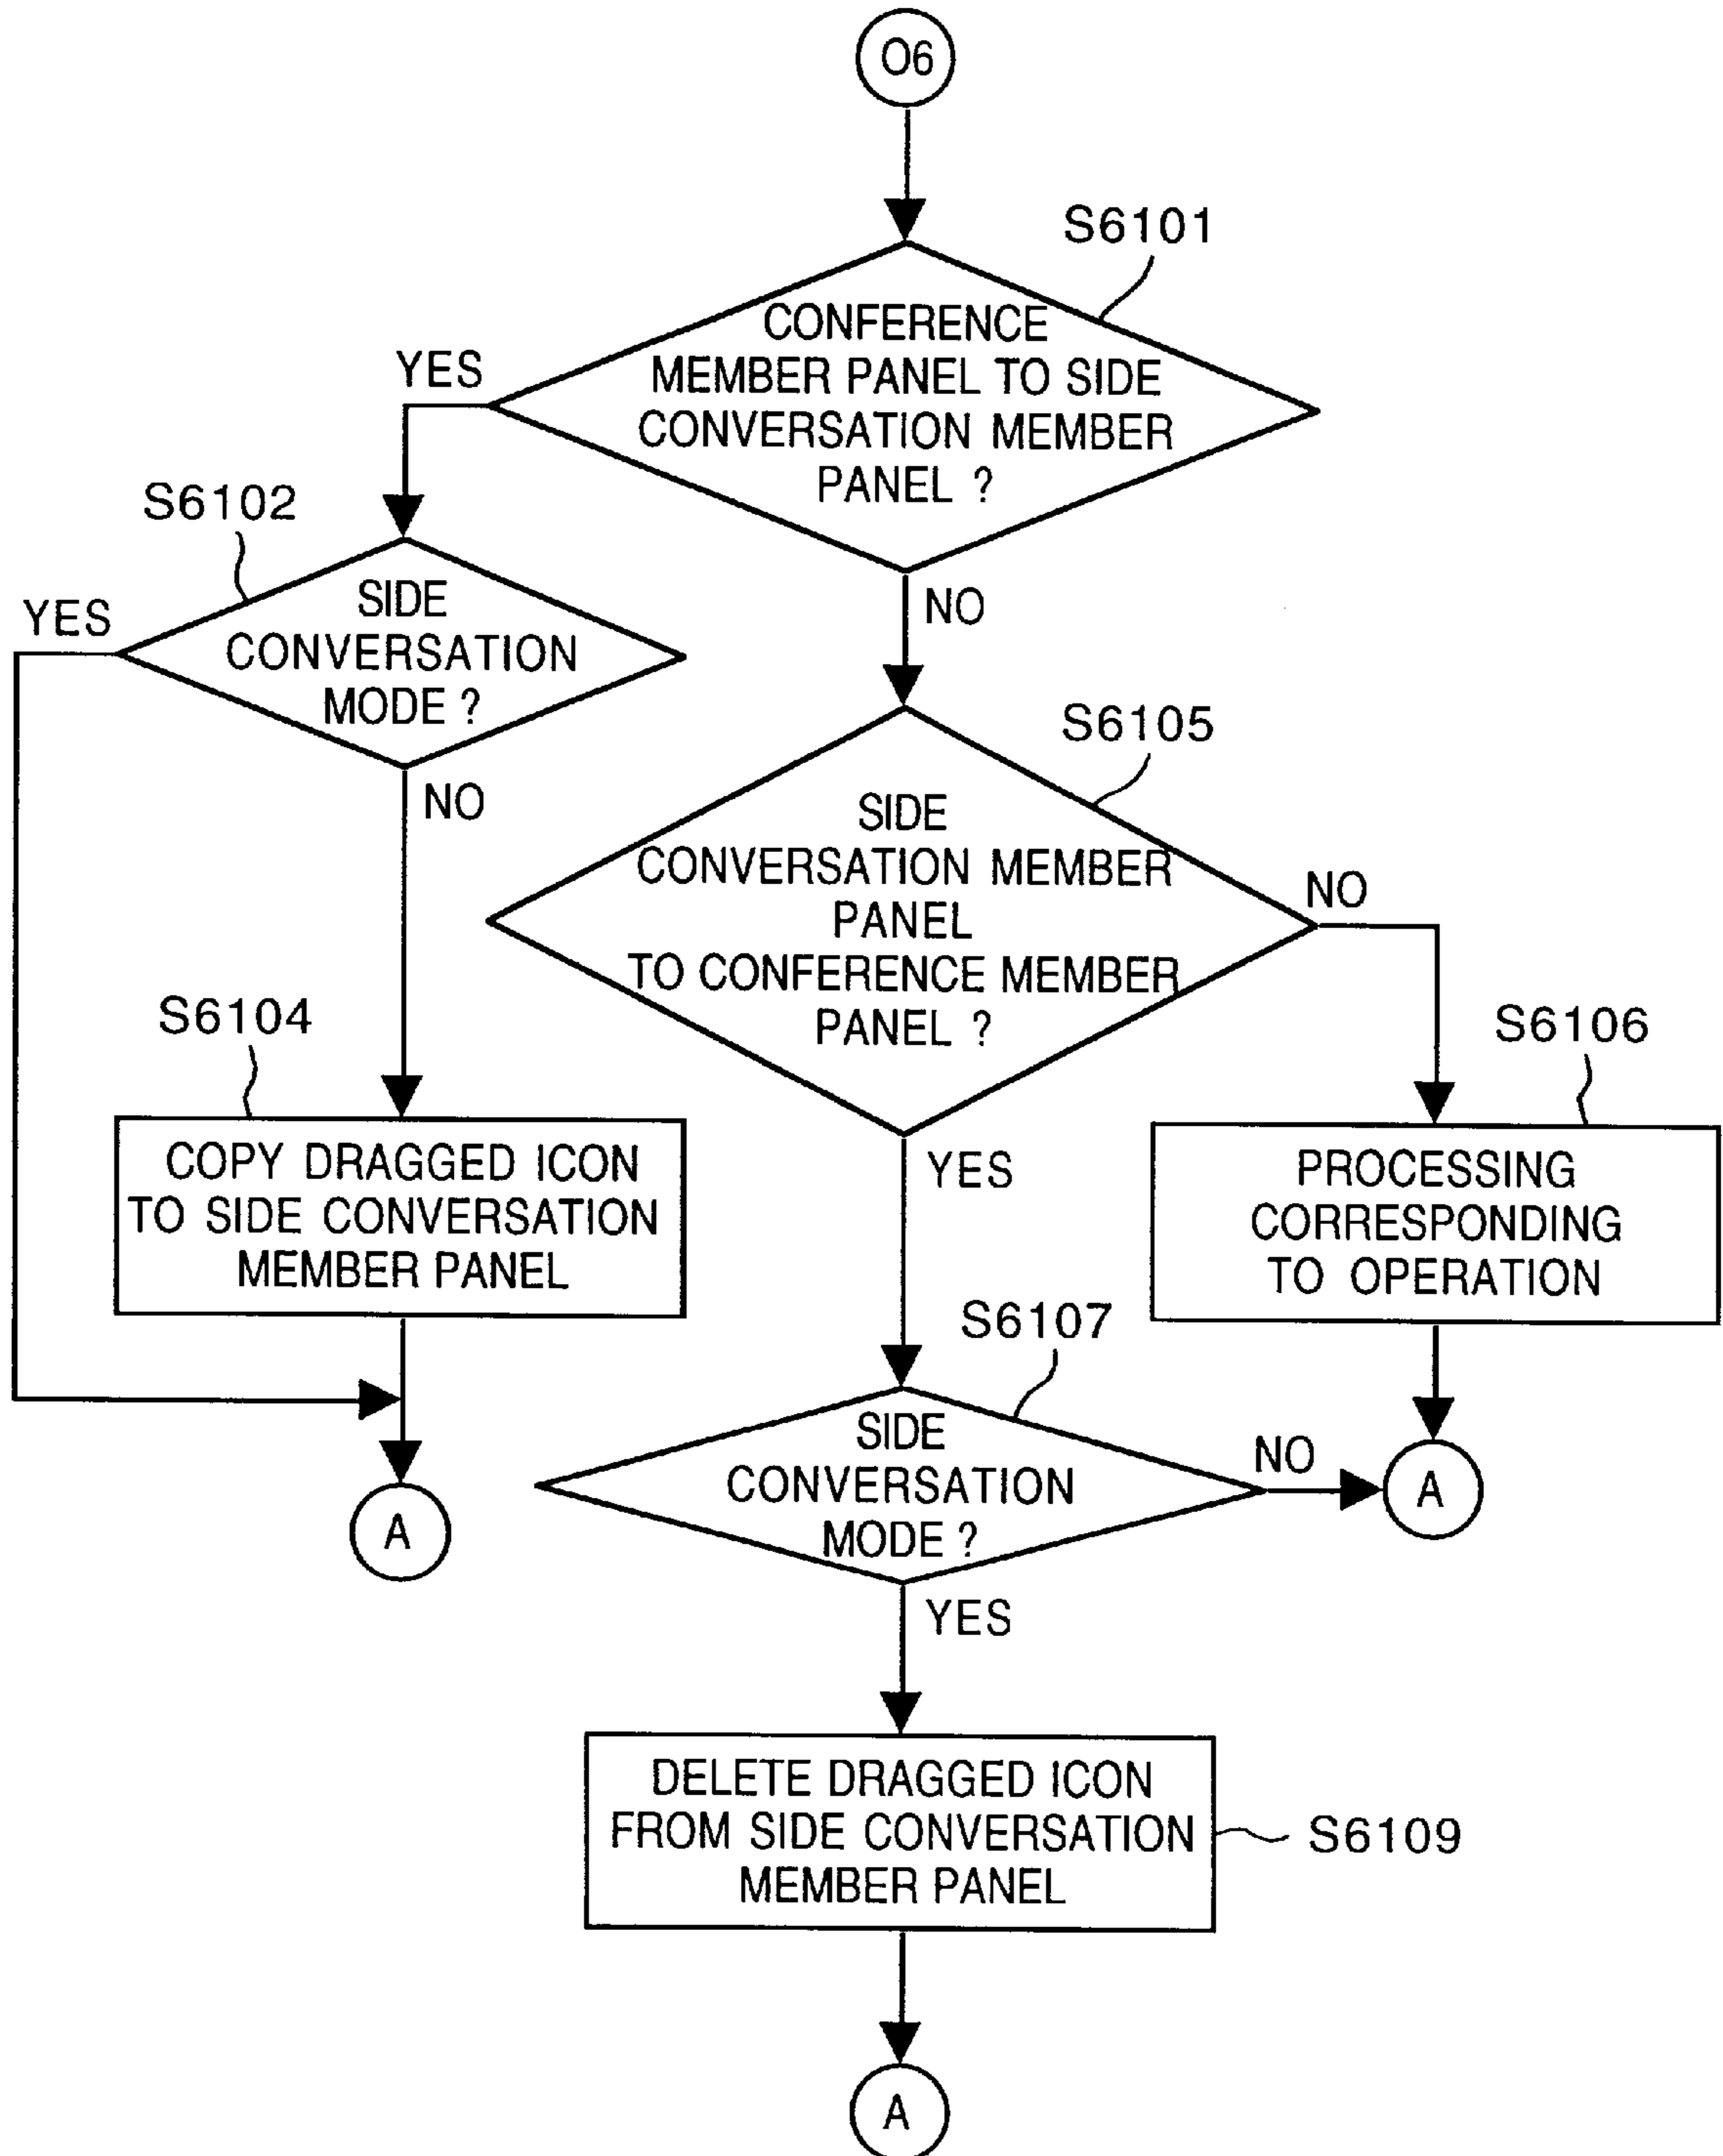 O6
S6101
CONFERENCE
MEMBER PANEL TO SIDE
CONVERSATION MEMBER
PANEL ?
YES
NO
S6102
SIDE
CONVERSATION
MODE ?
YES
NO
S6105
SIDE
CONVERSATION MEMBER
PANEL
TO CONFERENCE MEMBER
PANEL ?
NO
YES
S6104
COPY DRAGGED ICON
TO SIDE CONVERSATION
MEMBER PANEL
A
S6106
PROCESSING
CORRESPONDING
TO OPERATION
S6107
SIDE
CONVERSATION
MODE ?
NO
A
YES
DELETE DRAGGED ICON
FROM SIDE CONVERSATION
MEMBER PANEL
S6109
A